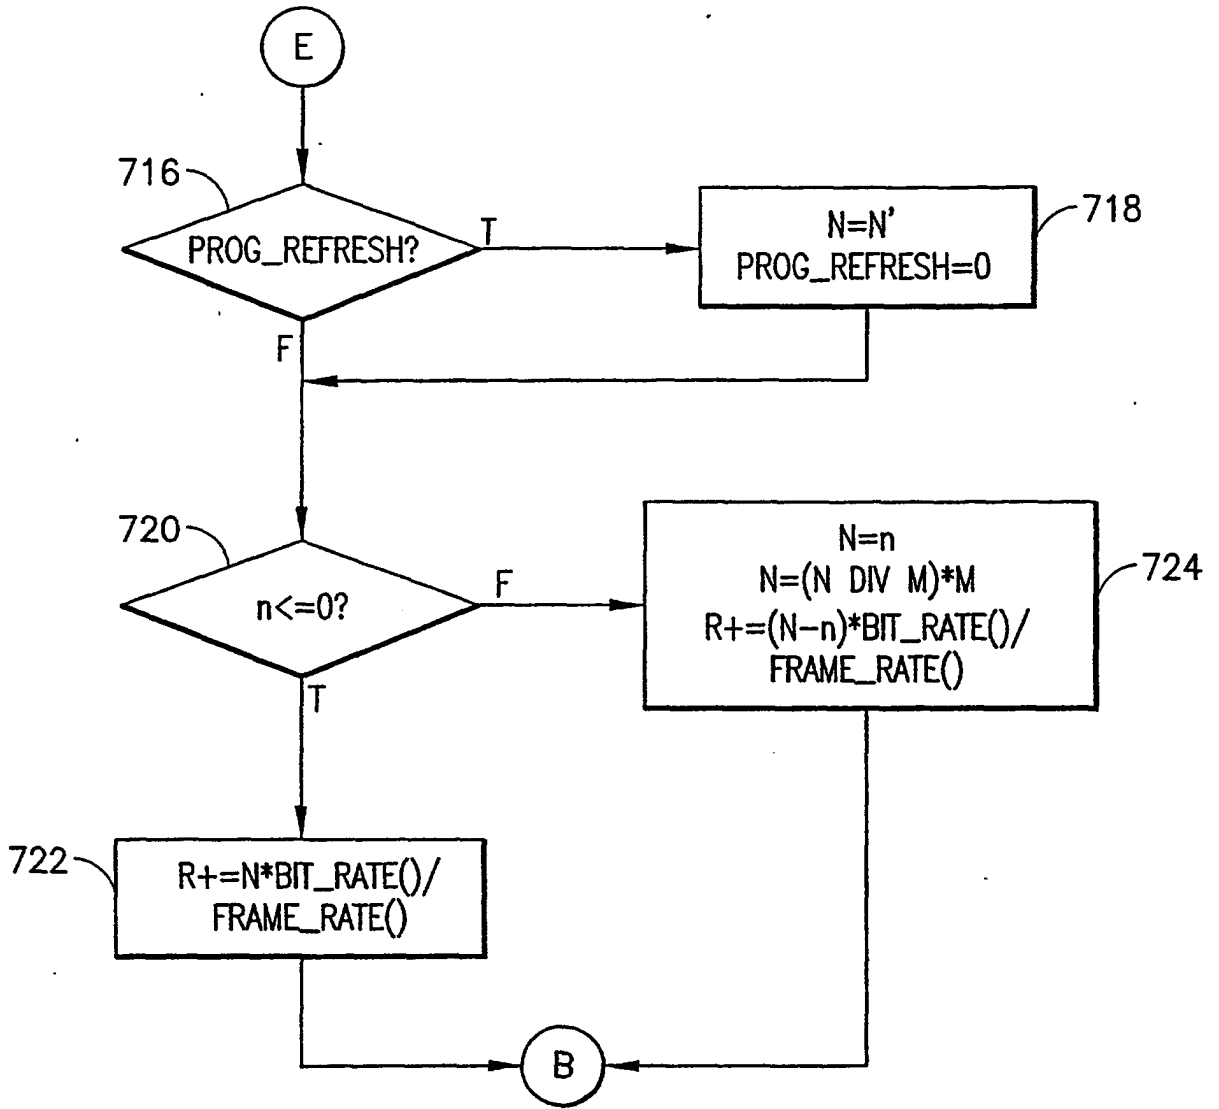 E
716
PROG_REFRESH?
T
N=N'
PROG_REFRESH=0
718
F
720
n<=0?
F
N=n
N=(N DIV M)*M
R+=(N-n)*BIT_RATE()/
FRAME_RATE()
724
T
722
R+=N*BIT_RATE()/
FRAME_RATE()
B